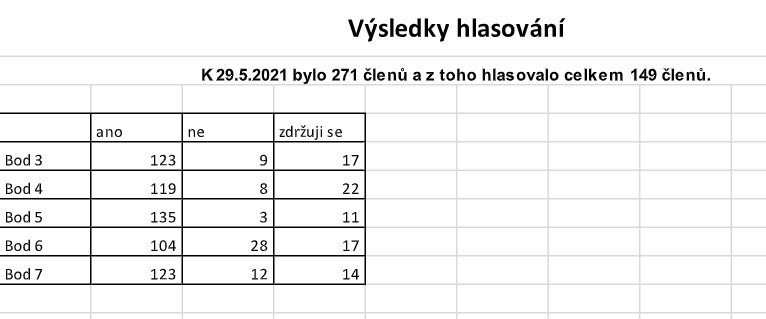 Výsledky hlasování
K 29.5.2021 bylo 271 členů a z toho hlasovalo celkem 149 členů.
ano ne zdržuji se
Bod 3 123 9 17
Bod 4 119 8 22
Bod 5 135 3 11
Bod 6 104 28 17
Bod 7 123 12 14